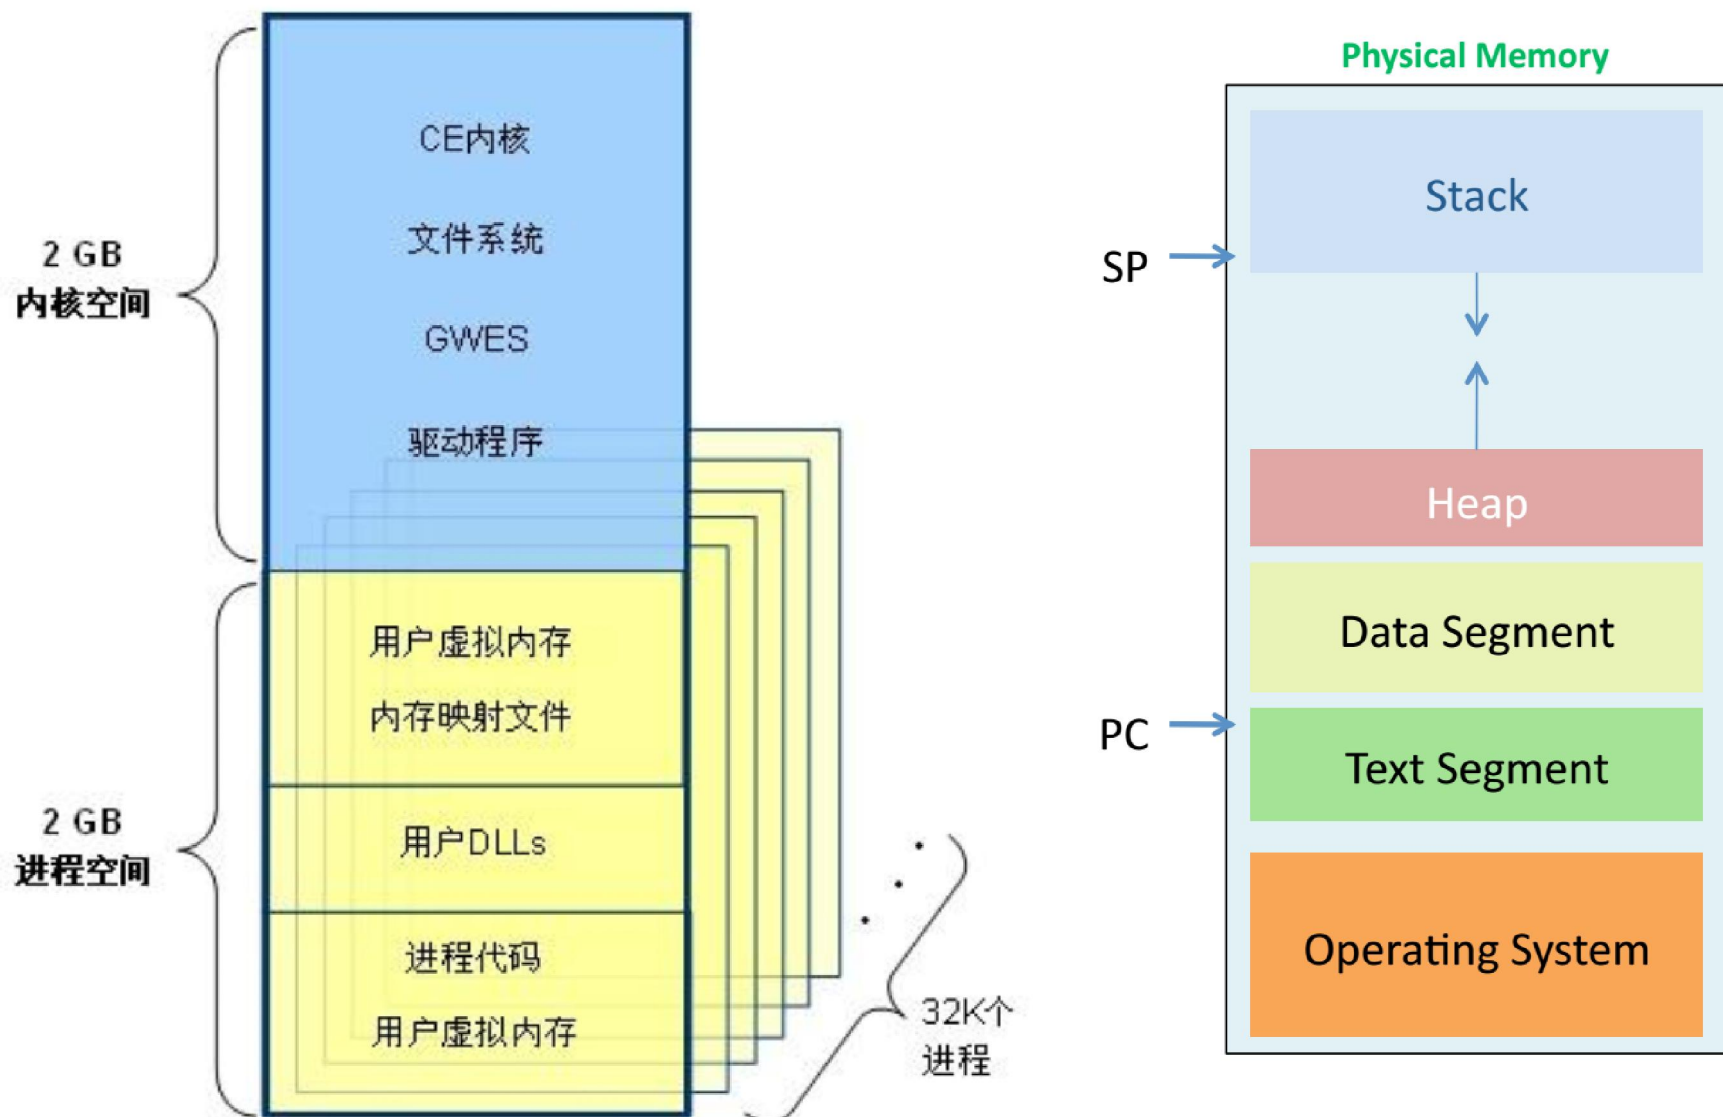 2 GB
内核空间
CE内核
文件系统
GWES
驱动程序
2 GB
进程空间
用户虚拟内存
内存映射文件
用户DLLs
进程代码
用户虚拟内存
32K个
进程
Physical Memory
Stack
SP
Heap
Data Segment
PC
Text Segment
Operating System